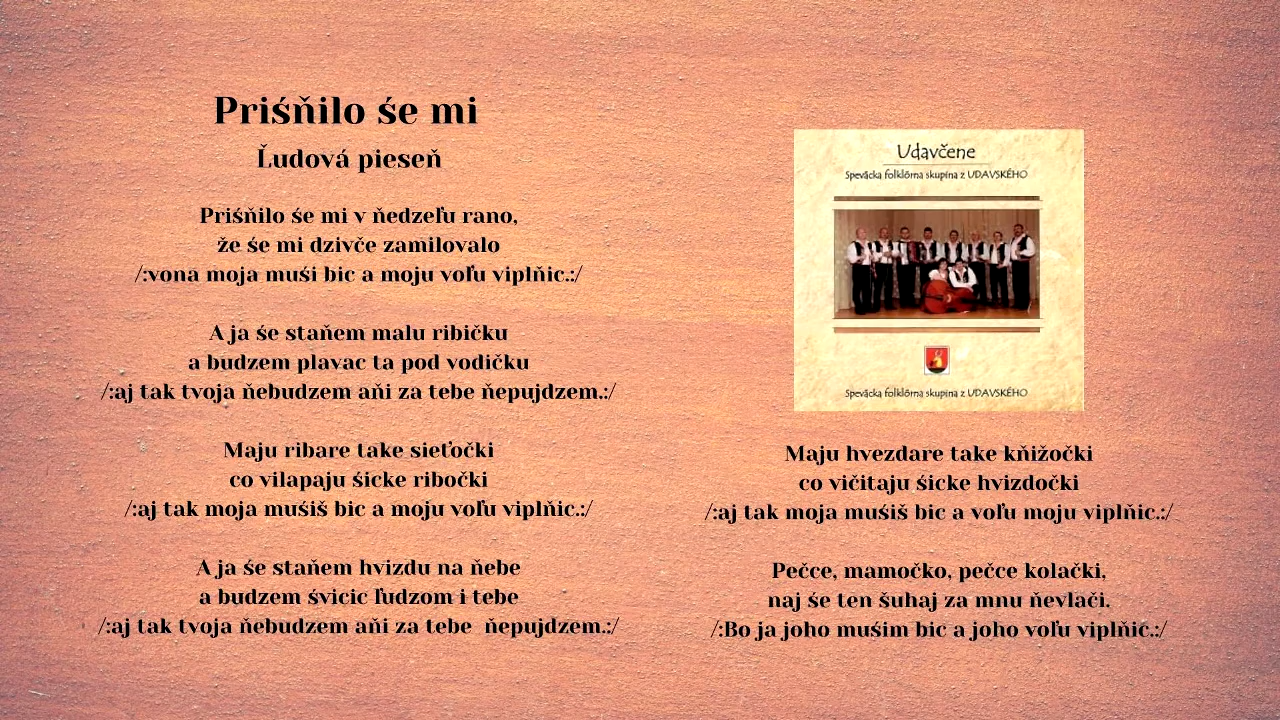 Priśňilo śe mi
Ľudová pieseň
Priśňilo śe mi v ňedzeľu rano,
že śe mi dzivče zamilovalo
/:vona moja muśi bic a moju voľu viplňic.:/
A ja śe staňem malu ribičku
a budzem plavac ta pod vodičku
/:aj tak tvoja ňebudzem aňi za tebe ňepujdzem.:/
Maju ribare take sieťočki
co vilapaju śicke ribočki
/:aj tak moja muśiš bic a moju voľu viplňic.:/
A ja śe staňem hvizdu na ňebe
a budzem śvicic ľudzom i tebe
/:aj tak tvoja ňebudzem aňi za tebe ňepujdzem.:/
Udavčene
Spevácka folklórna skupina z UDAVSKÉHO
Spevácka folklórna skupina z UDAVSKÉHO
Maju hvezdare take kňižočki
co vičitaju śicke hvizdočki
/:aj tak moja muśiš bic a voľu moju viplňic.:/
Pečce, mamočko, pečce kolački,
naj śe ten šuhaj za mnu ňevlači.
/:Bo ja joho muśim bic a joho voľu viplňic.:/